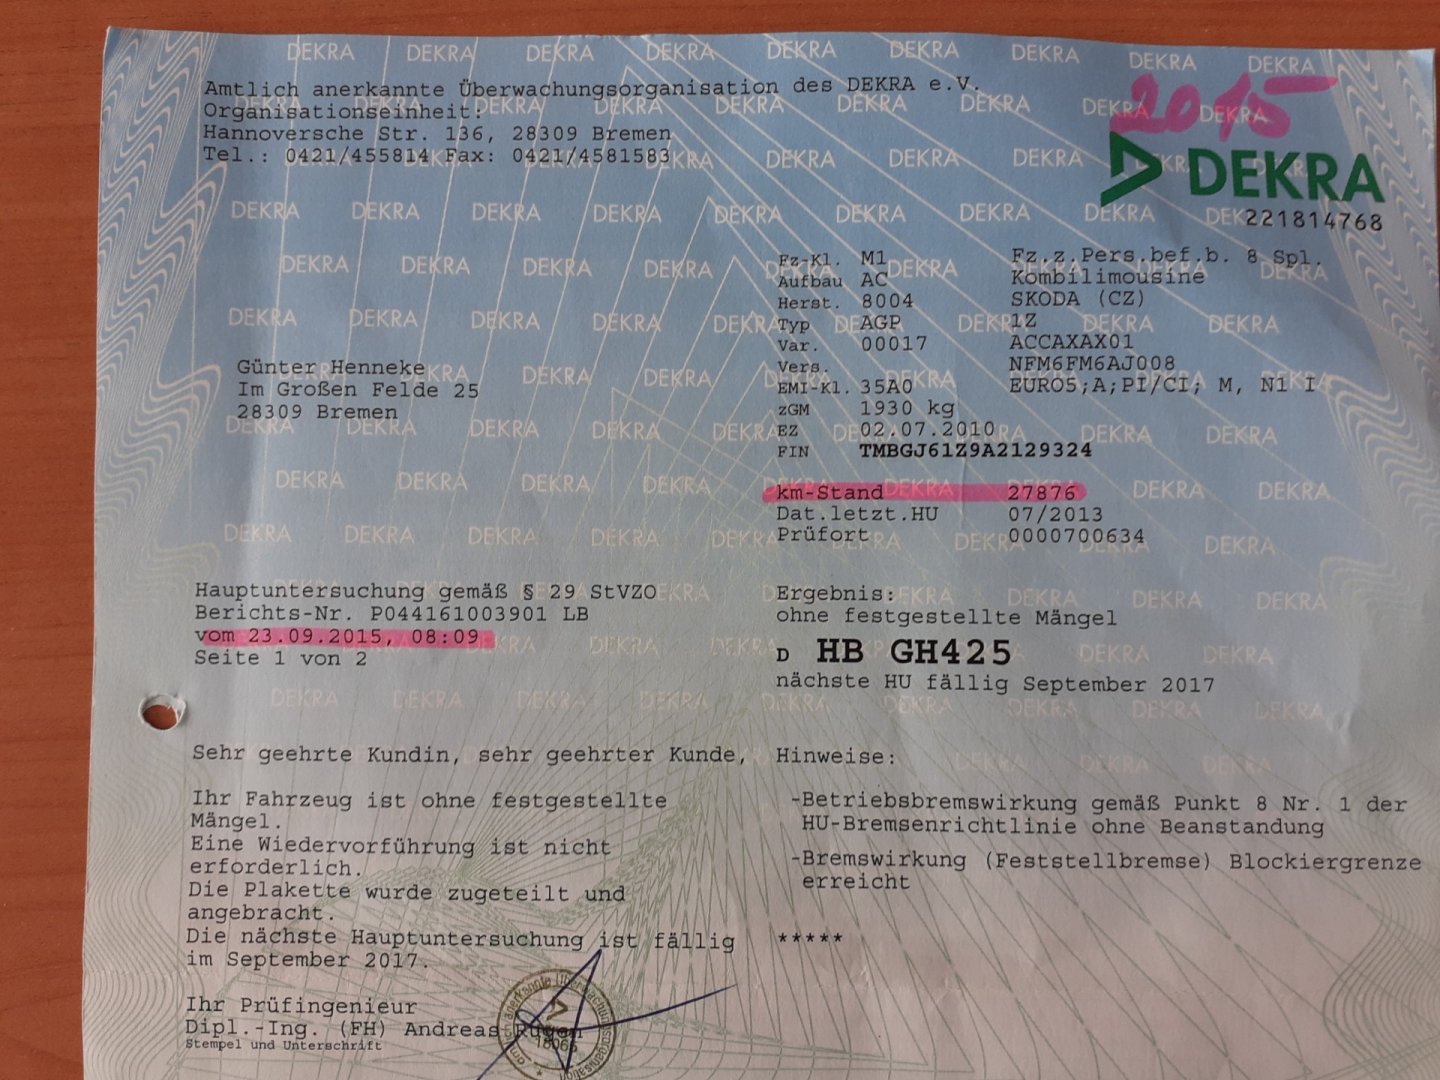 Amtlich anerkannte Überwachungsorganisation des DEKRA e.V.
Organisationseinheit:
Hannoversche Str. 136, 28309 Bremen
Tel.: 0421/455814 Fax: 0421/4581583
2015
DEKRA
221814768
Fz-Kl. M1 Fz.z.Pers.bef.b. 8 Spl.
Aufbau AC Kombilimousine
Herst. 8004 SKODA (CZ)
Typ AGP 1Z
Var. 00017 ACCAXAX01
Vers. NFM6FM6AJ008
EMI-Kl. 35A0 EURO5;A;PI/CI; M, N1 I
zGM 1930 kg
EZ 02.07.2010
FIN TMBGJ61Z9A2129324
Günter Henneke
Im Großen Felde 25
28309 Bremen
km-Stand 27876
Dat.letzt.HU 07/2013
Prüfort 0000700634
Hauptuntersuchung gemäß § 29 StVZO
Berichts-Nr. P044161003901 LB
vom 23.09.2015, 08:09
Seite 1 von 2
Ergebnis:
ohne festgestellte Mängel
D HB GH425
nächste HU fällig September 2017
Sehr geehrte Kundin, sehr geehrter Kunde,
Ihr Fahrzeug ist ohne festgestellte
Mängel.
Eine Wiedervorführung ist nicht
erforderlich.
Die Plakette wurde zugeteilt und
angebracht.
Die nächste Hauptuntersuchung ist fällig
im September 2017.
Hinweise:
-Betriebsbremswirkung gemäß Punkt 8 Nr. 1 der
HU-Bremsenrichtlinie ohne Beanstandung
-Bremswirkung (Feststellbremse) Blockiergrenze
erreicht
*****
Ihr Prüfingenieur
Dipl.-Ing. (FH) Andreas
Stempel und Unterschrift